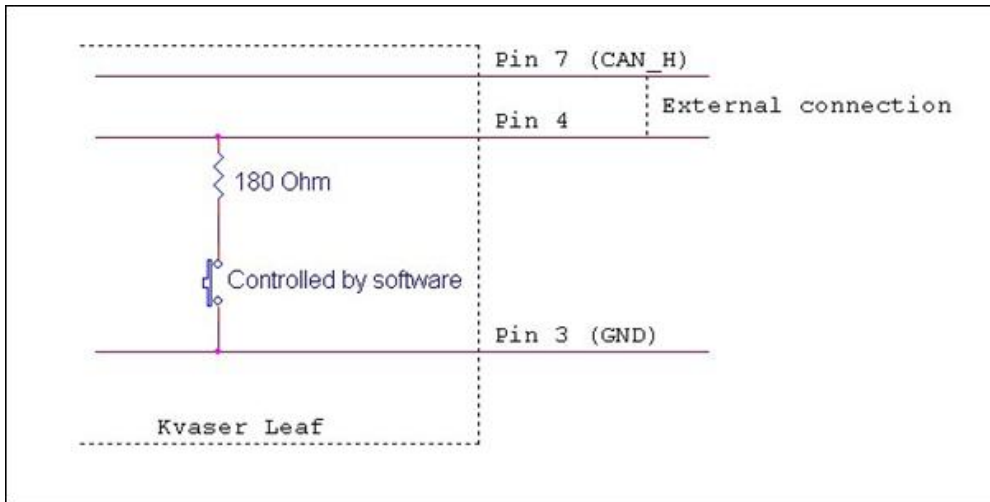 Pin 7 (CAN_H)
External connection
Pin 4
180 Ohm
Controlled by software
Pin 3 (GND)
Kvaser Leaf